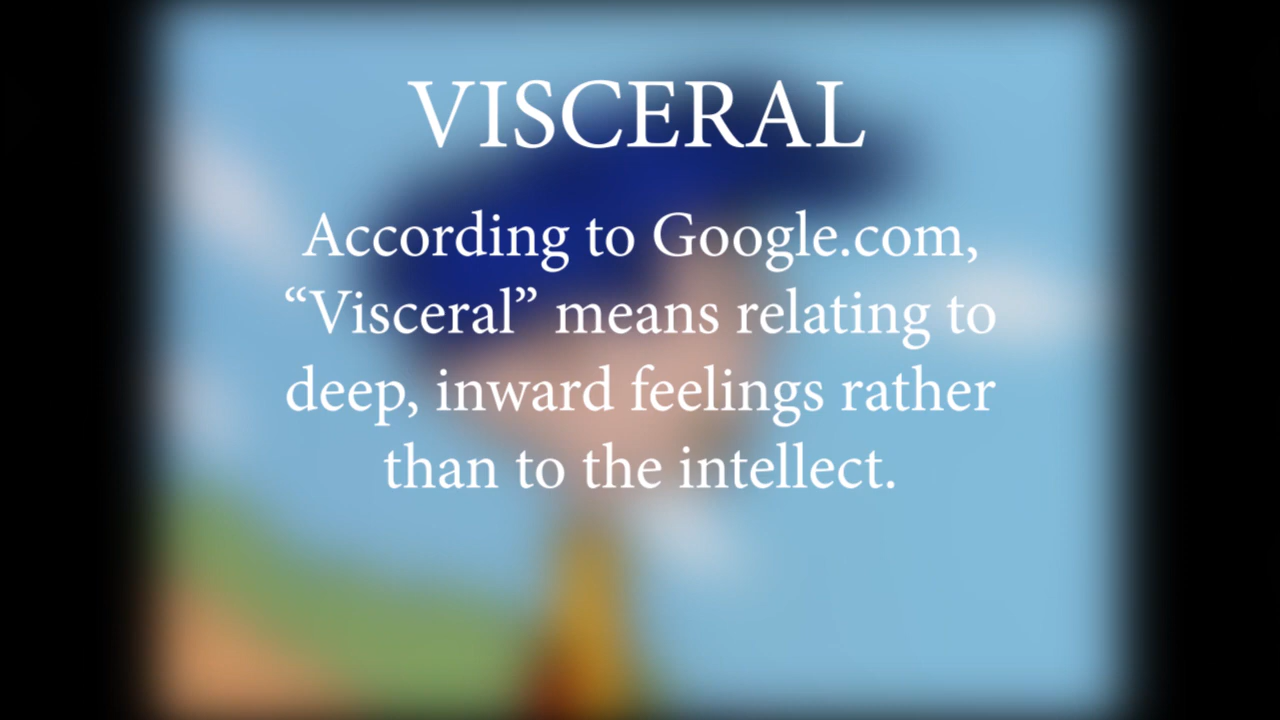 VISCERAL
According to Google.com,
“Visceral” means relating to
deep, inward feelings rather
than to the intellect.